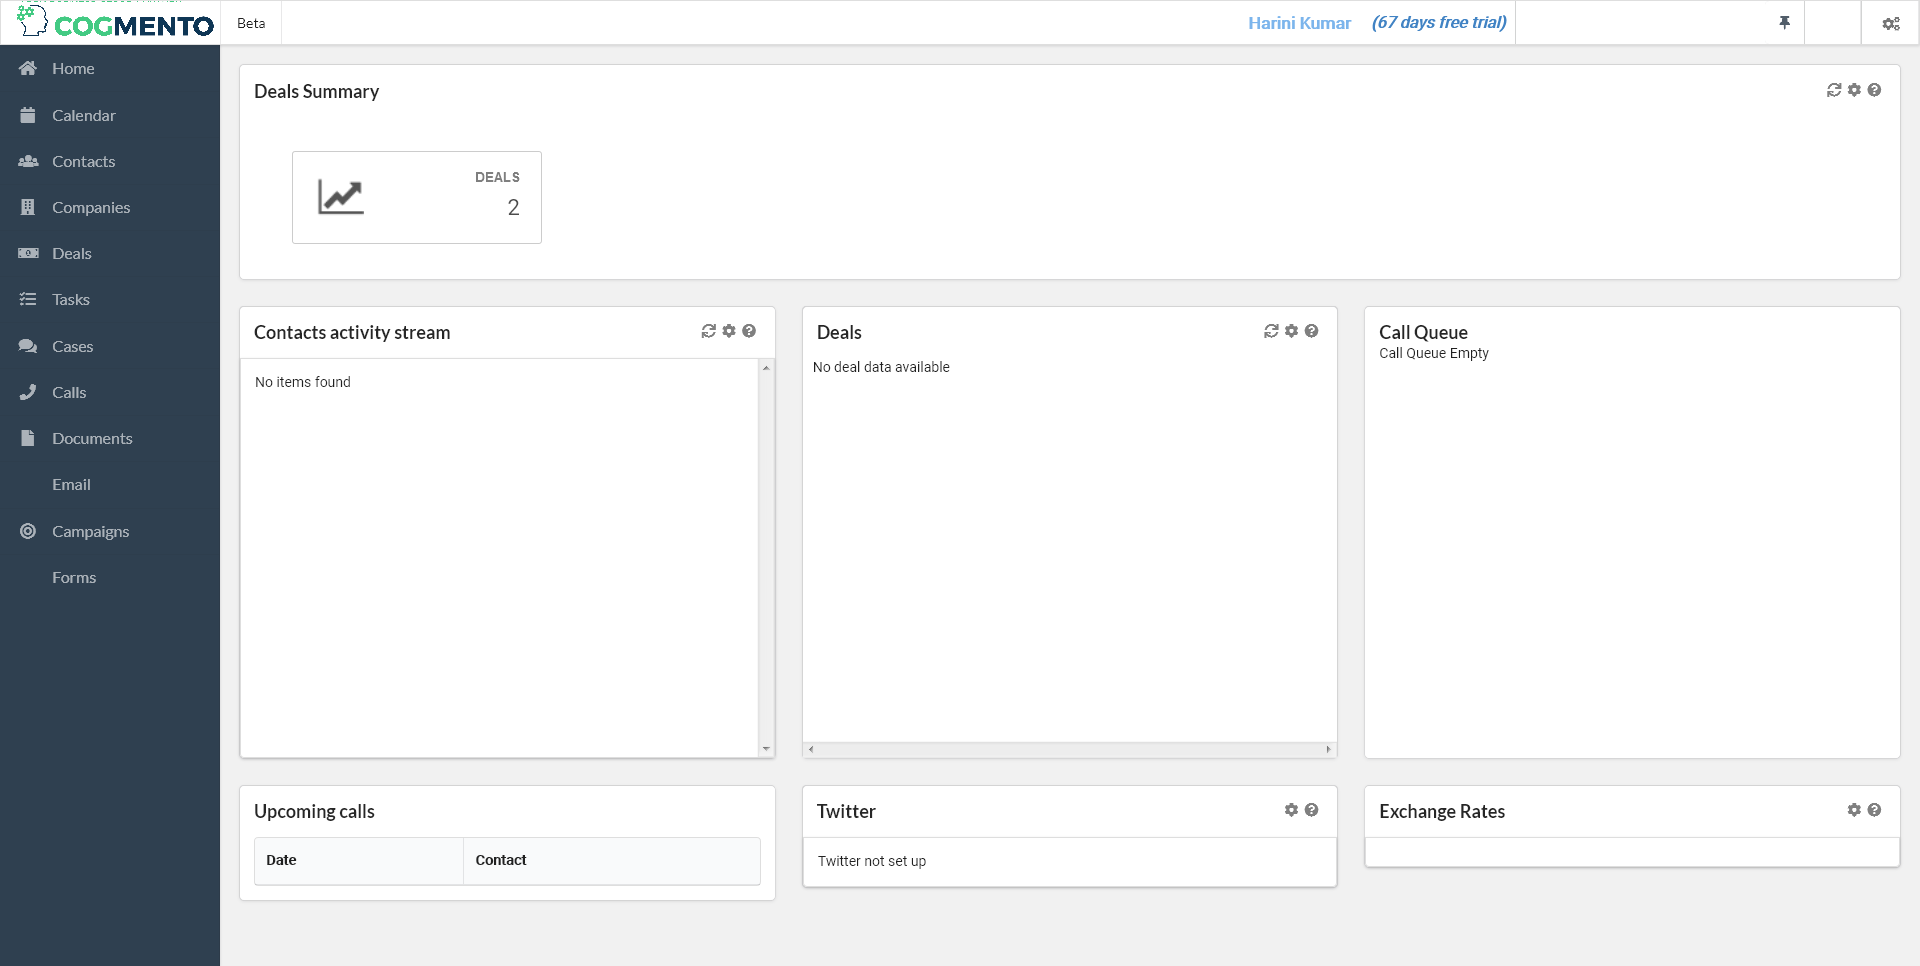 COGMENTO
Beta
Harini Kumar (67 days free trial)
Home
Calendar
Contacts
Companies
Deals
Tasks
Cases
Calls
Documents
Email
Campaigns
Forms
Deals Summary
DEALS
2
Contacts activity stream
No items found
Deals
No deal data available
Call Queue
Call Queue Empty
Upcoming calls
Date Contact
Twitter
Twitter not set up
Exchange Rates